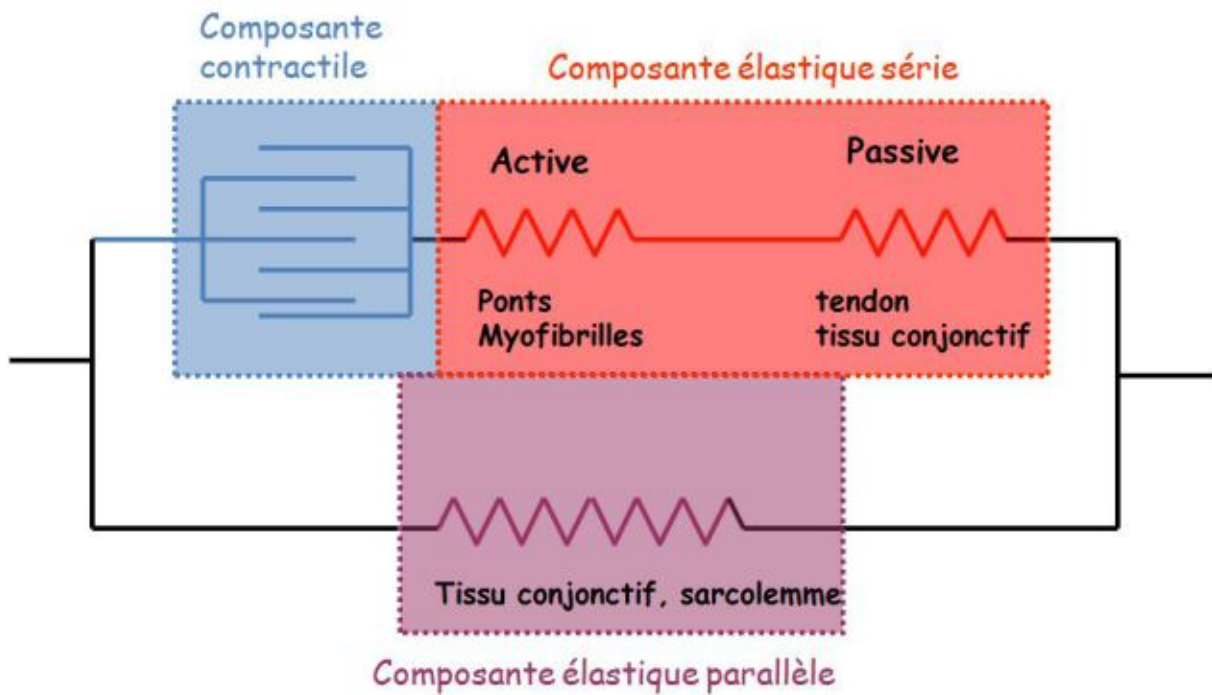 Composante
contractile
Composante élastique série
Active
Passive
Ponts
Myofibrilles
tendon
tissu conjonctif
Tissu conjonctif, sarcolemme
Composante élastique parallèle